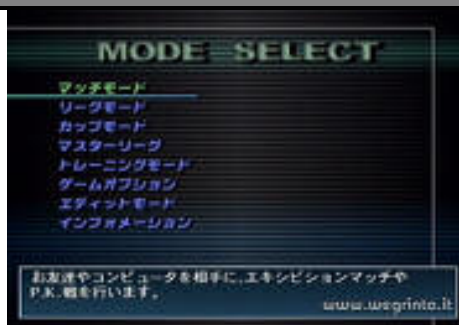 MODE SELECT
マッチモード
リーグモード
カップモード
マスターリーグ
トレーニングモード
ゲームオプション
エディットモード
インフォメーション
お友達やコンピュータを相手に、エキシビションマッチや
P.K.戦を行います。
www.wegrinta.it